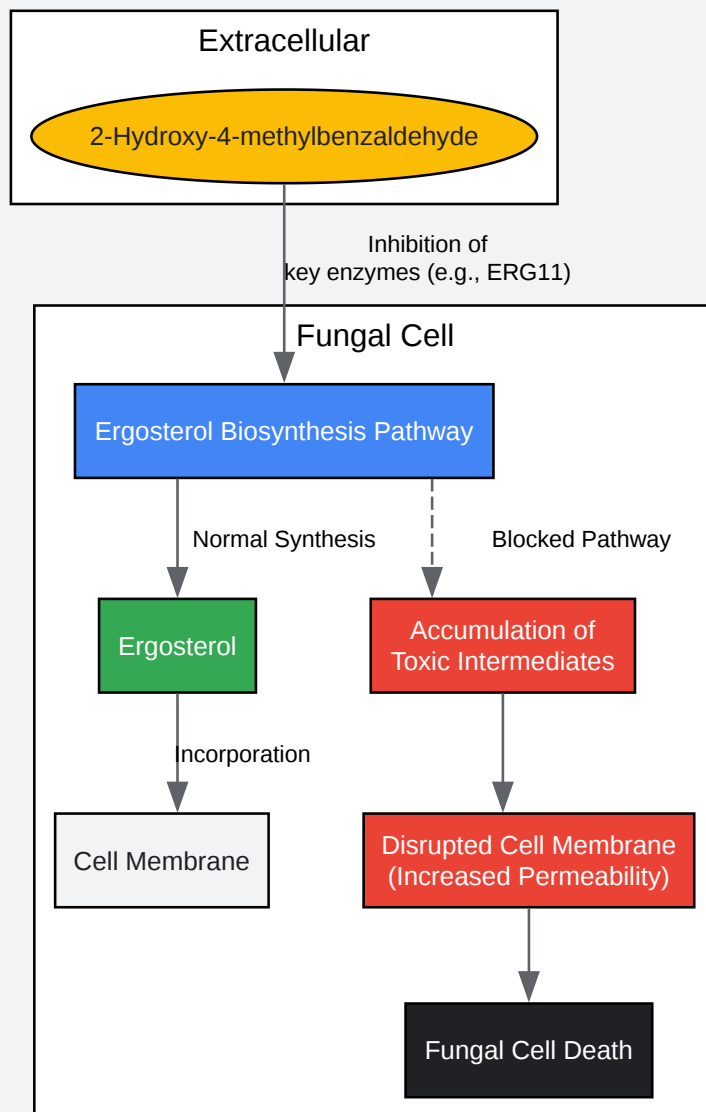 Extracellular
2-Hydroxy-4-methylbenzaldehyde
Inhibition of
key enzymes (e.g., ERG11)
Fungal Cell
Ergosterol Biosynthesis Pathway
Normal Synthesis
Blocked Pathway
Ergosterol
Accumulation of
Toxic Intermediates
Incorporation
Cell Membrane
Disrupted Cell Membrane
(Increased Permeability)
Fungal Cell Death